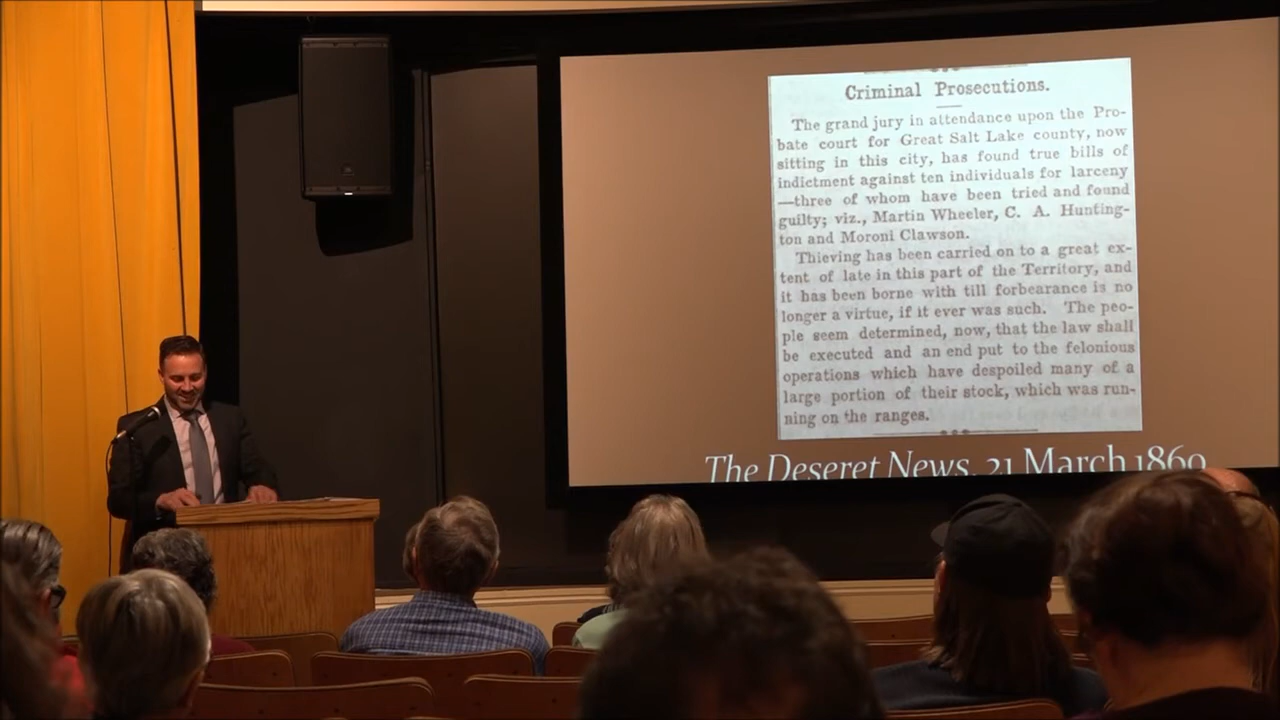 Criminal Prosecutions.
The grand jury in attendance upon the Pro-
bate court for Great Salt Lake county, now
sitting in this city, has found true bills of
indictment against ten individuals for larceny
—three of whom have been tried and found
guilty; viz., Martin Wheeler, C. A. Hunting-
ton and Moroni Clawson.
Thieving has been carried on to a great ex-
tent of late in this part of the Territory, and
it has been borne with till forbearance is no
longer a virtue, if it ever was such. The peo-
ple seem determined, now, that the law shall
be executed and an end put to the felonious
operations which have despoiled many of a
large portion of their stock, which was run-
ning on the ranges.
The Deseret News, 21 March 1860